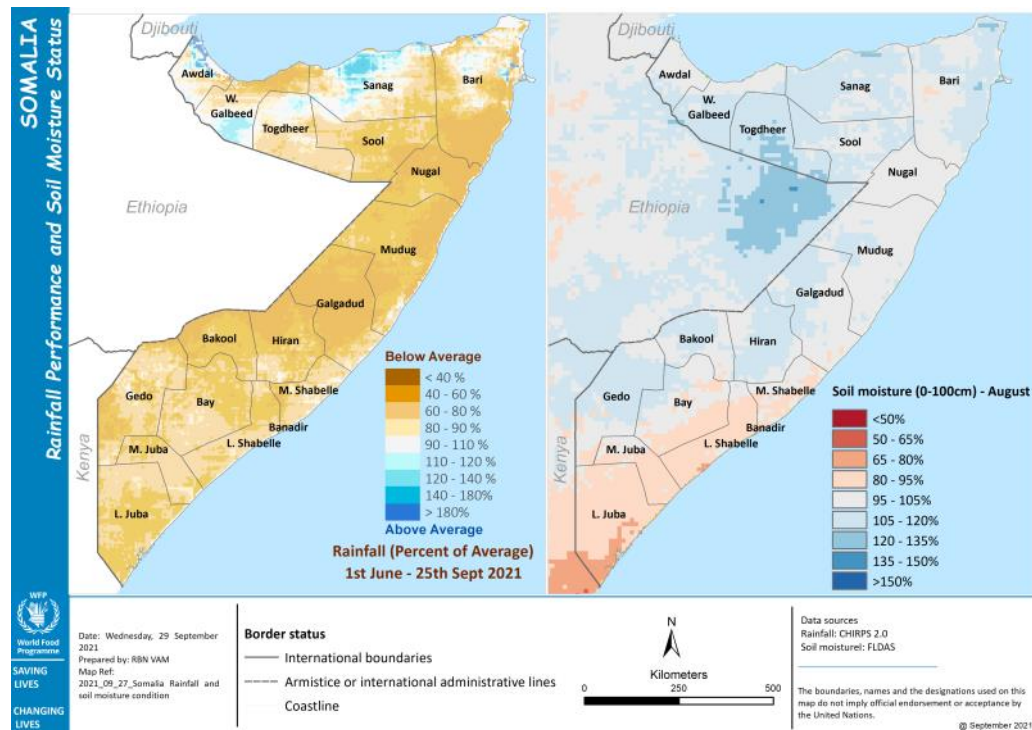 SOMALIA
Rainfall Performance and Soil Moisture Status
Djibouti
Awdal
W.
Galbeed
Togdheer
Sanag
Bari
Sool
Nugal
Ethiopia
Mudug
Galgadud
Bakool
Hiran
Gedo
Bay
M. Shabelle
Banadir
L. Shabelle
M. Juba
L. Juba
Kenya
Below Average
< 40 %
40 - 60 %
60 - 80 %
80 - 90 %
90 - 110 %
110 - 120 %
120 - 140 %
140 - 180%
> 180%
Above Average
Rainfall (Percent of Average)
1st June - 25th Sept 2021
Djibouti
Awdal
W.
Galbeed
Togdheer
Sanag
Bari
Sool
Nugal
Ethiopia
Mudug
Galgadud
Bakool
Hiran
Gedo
Bay
M. Shabelle
Banadir
L. Shabelle
M. Juba
L. Juba
Kenya
Soil moisture (0-100cm) - August
<50%
50 - 65%
65 - 80%
80 - 95%
95 - 105%
105 - 120%
120 - 135%
135 - 150%
>150%
WFP
World Food
Programme
SAVING
LIVES
CHANGING
LIVES
Date: Wednesday, 29 September
2021
Prepared by: RBN VAM
Map Ref:
2021_09_27_Somalia Rainfall and
soil moisture condition
Border status
International boundaries
Armistice or international administrative lines
Coastline
N
Kilometers
0 250 500
Data sources
Rainfall: CHIRPS 2.0
Soil moisturel: FLDAS
The boundaries, names and the designations used on this
map do not imply official endorsement or acceptance by
the United Nations.
@ September 2021